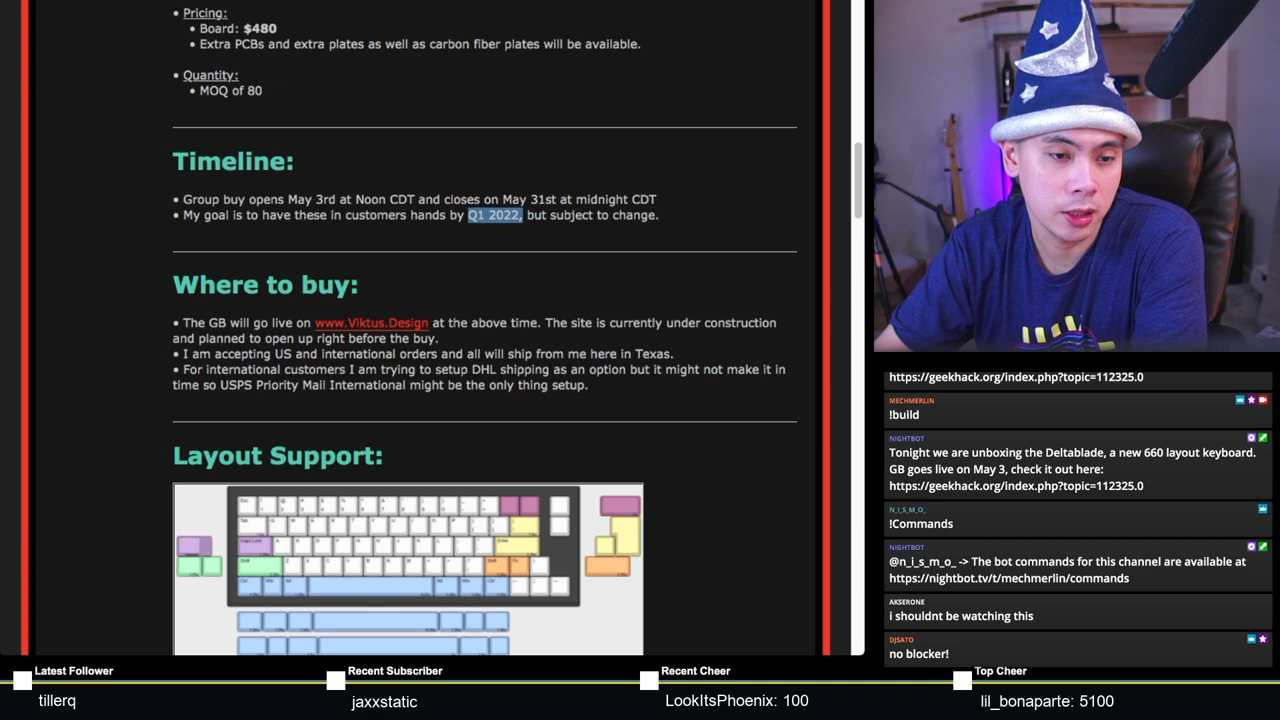 • Pricing:
• Board: $480
• Extra PCBs and extra plates as well as carbon fiber plates will be available.
• Quantity:
• MOQ of 80
Timeline:
• Group buy opens May 3rd at Noon CDT and closes on May 31st at midnight CDT
• My goal is to have these in customers hands by Q1 2022, but subject to change.
Where to buy:
• The GB will go live on www.Viktus.Design at the above time. The site is currently under construction
and planned to open up right before the buy.
• I am accepting US and international orders and all will ship from me here in Texas.
• For international customers I am trying to setup DHL shipping as an option but it might not make it in
time so USPS Priority Mail International might be the only thing setup.
Layout Support:
https://geekhack.org/index.php?topic=112325.0
MECHMERLIN
!build
NIGHTBOT
Tonight we are unboxing the Deltablade, a new 660 layout keyboard.
GB goes live on May 3, check it out here:
https://geekhack.org/index.php?topic=112325.0
N_I_S_M_O_
!Commands
NIGHTBOT
@n_i_s_m_o_ -> The bot commands for this channel are available at
https://nightbot.tv/t/mechmerlin/commands
AKSERONE
i shouldnt be watching this
DJSATO
no blocker!
Latest Follower
tillerq
Recent Subscriber
jaxxstatic
Recent Cheer
LookItsPhoenix: 100
Top Cheer
lil_bonaparte: 5100